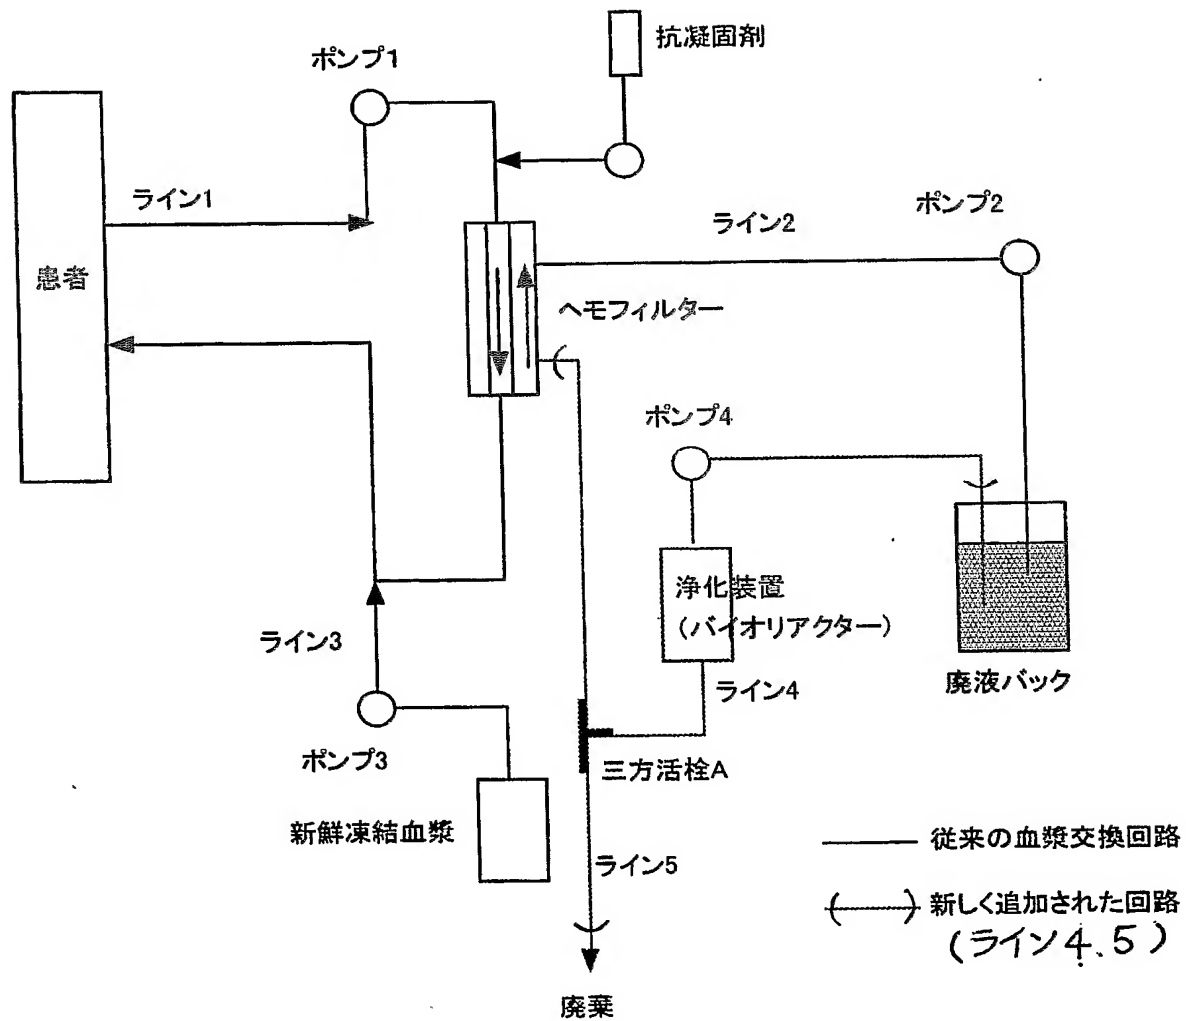 抗凝固剤
ポンプ1
ライン1
ポンプ2
ライン2
患者
ヘモフィルター
ポンプ4
浄化装置
(バイオリアクター)
ライン3
ライン4
廃液バック
ポンプ3
三方活栓A
新鮮凍結血漿
従来の血漿交換回路
ライン5
新しく追加された回路
(ライン4.5)
廃棄